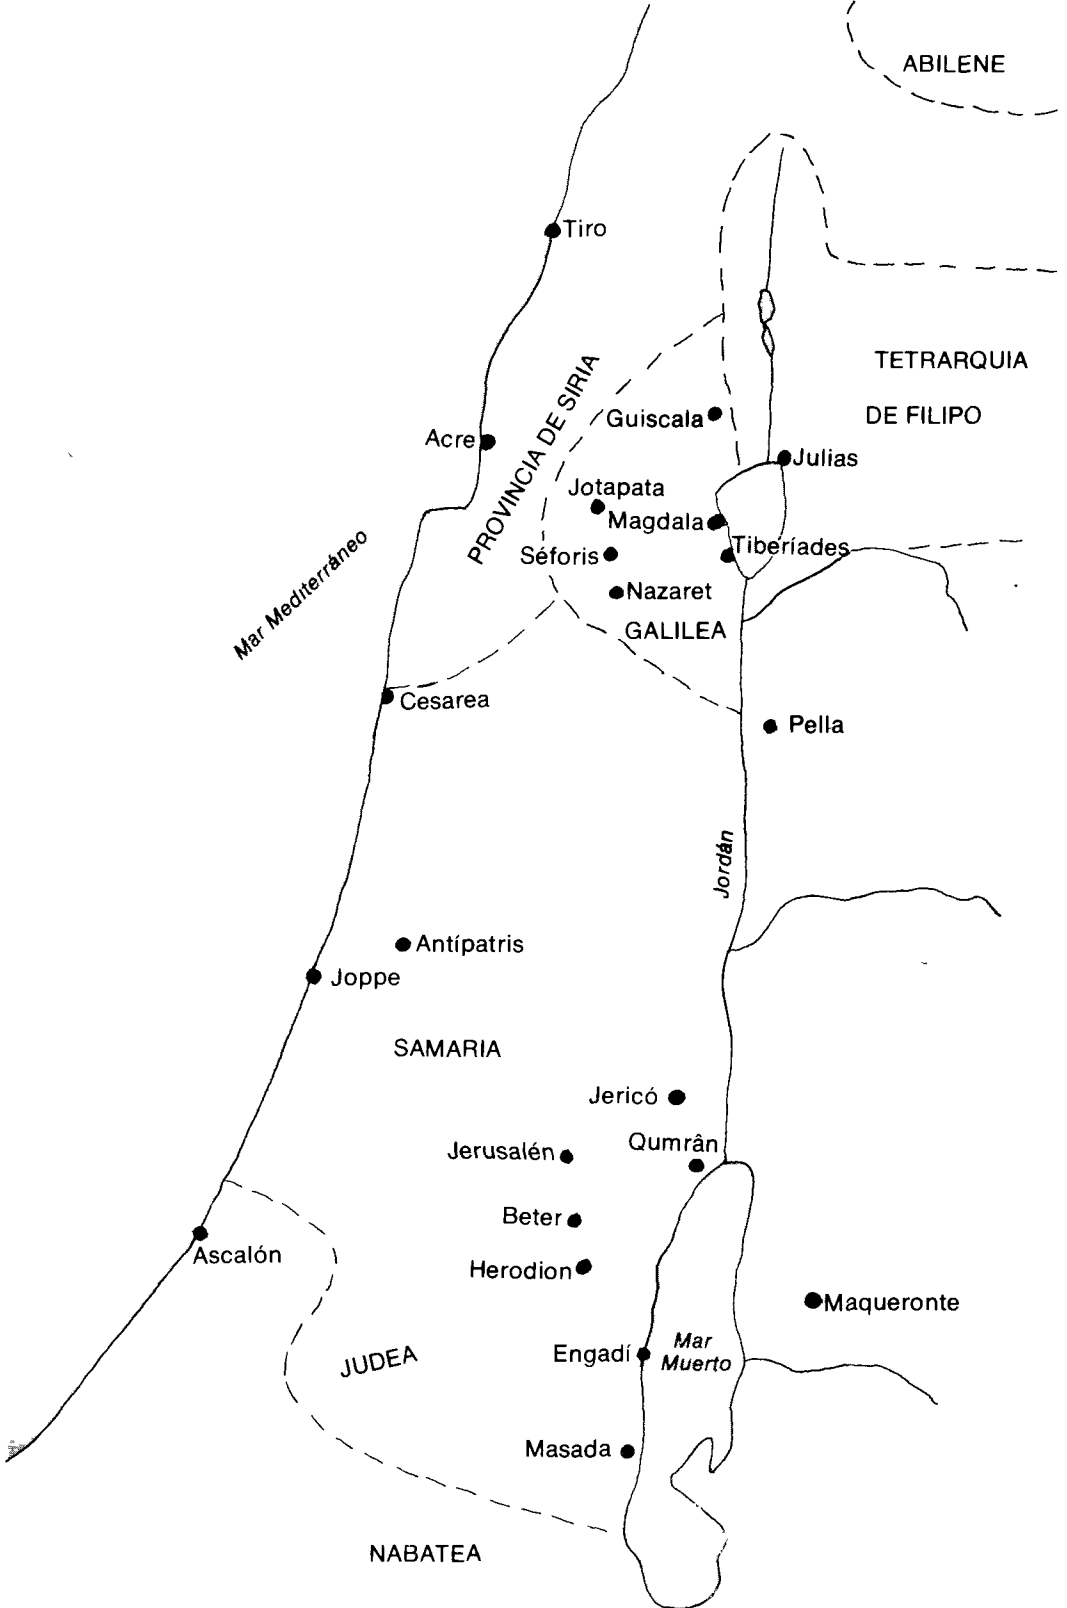 ABILENE
Tiro
TETRARQUIA
DE FILIPO
PROVINCIA DE SIRIA
Guiscala
Acre
Julias
Jotapata
Magdala
Tiberíades
Séforis
Nazaret
GALILEA
Mar Mediterráneo
Cesarea
Pella
Jordán
Antípatris
Joppe
SAMARIA
Jericó
Qumrân
Jerusalén
Beter
Ascalón
Herodion
Maqueronte
Engadí
Mar
Muerto
JUDEA
Masada
NABATEA